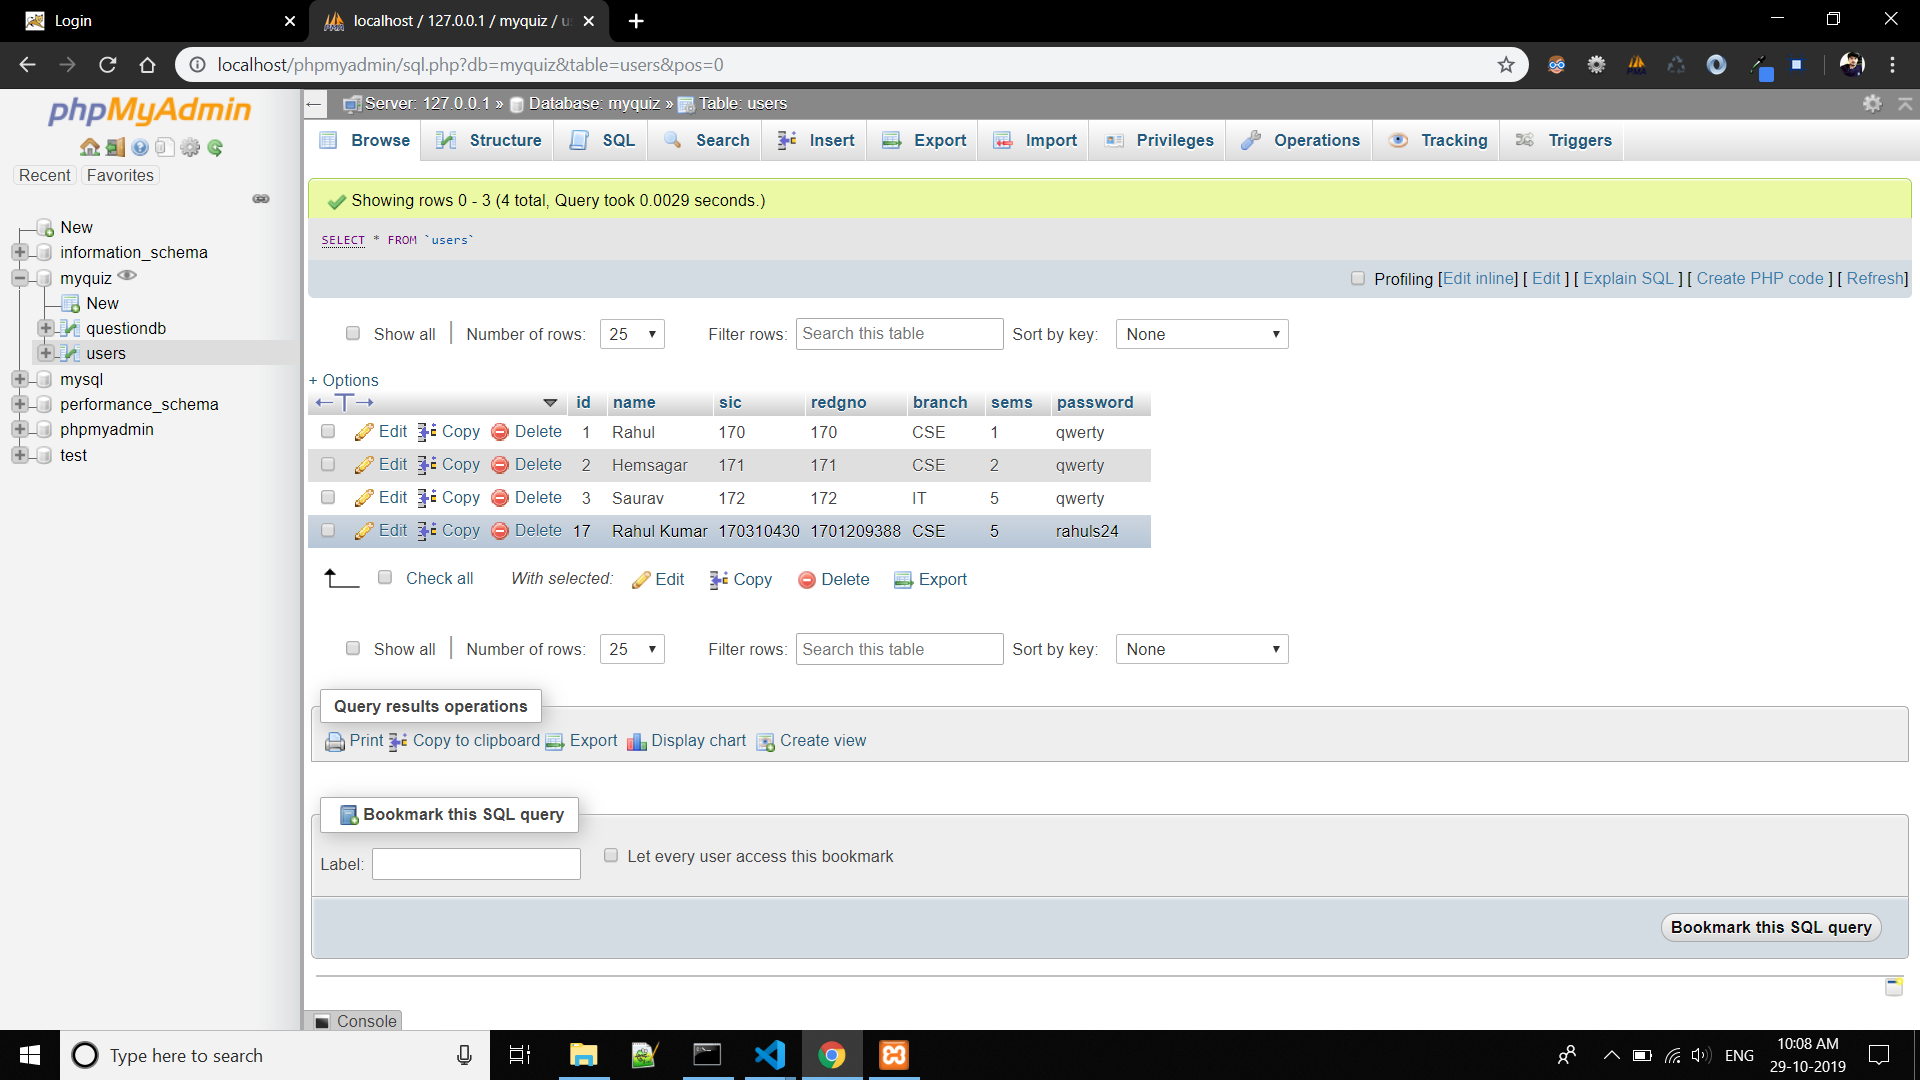 Login
localhost / 127.0.0.1 / myquiz / u
localhost/phpmyadmin/sql.php?db=myquiz&table=users&pos=0
phpMyAdmin
Recent Favorites
New
information_schema
myquiz
New
questiondb
users
mysql
performance_schema
phpmyadmin
test
Server: 127.0.0.1 » Database: myquiz » Table: users
Browse Structure SQL Search Insert Export Import Privileges Operations Tracking Triggers
Showing rows 0 - 3 (4 total, Query took 0.0029 seconds.)
SELECT * FROM `users`
Profiling [Edit inline] [ Edit ] [ Explain SQL ] [ Create PHP code ] [ Refresh]
Show all | Number of rows: 25 Filter rows: Search this table Sort by key: None
+ Options
←T→ id name sic redgno branch sems password
Edit Copy Delete 1 Rahul 170 170 CSE 1 qwerty
Edit Copy Delete 2 Hemsagar 171 171 CSE 2 qwerty
Edit Copy Delete 3 Saurav 172 172 IT 5 qwerty
Edit Copy Delete 17 Rahul Kumar 170310430 1701209388 CSE 5 rahuls24
Check all With selected: Edit Copy Delete Export
Show all | Number of rows: 25 Filter rows: Search this table Sort by key: None
Query results operations
Print Copy to clipboard Export Display chart Create view
Bookmark this SQL query
Label: Let every user access this bookmark
Bookmark this SQL query
Console
Type here to search
ENG
10:08 AM
29-10-2019